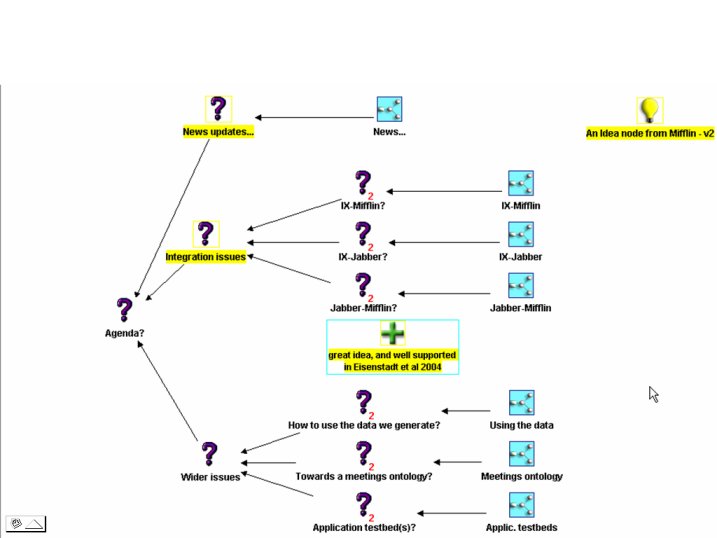 News updates...
News...
An Idea node from Mifflin - v2
2
IX-Mifflin?
IX-Mifflin
Integration issues
2
IX-Jabber?
IX-Jabber
2
Jabber-Mifflin?
Jabber-Mifflin
Agenda?
great idea, and well supported
in Eisenstadt et al 2004
2
How to use the data we generate?
Using the data
Wider issues
2
Towards a meetings ontology?
Meetings ontology
2
Application testbed(s)?
Applic. testbeds